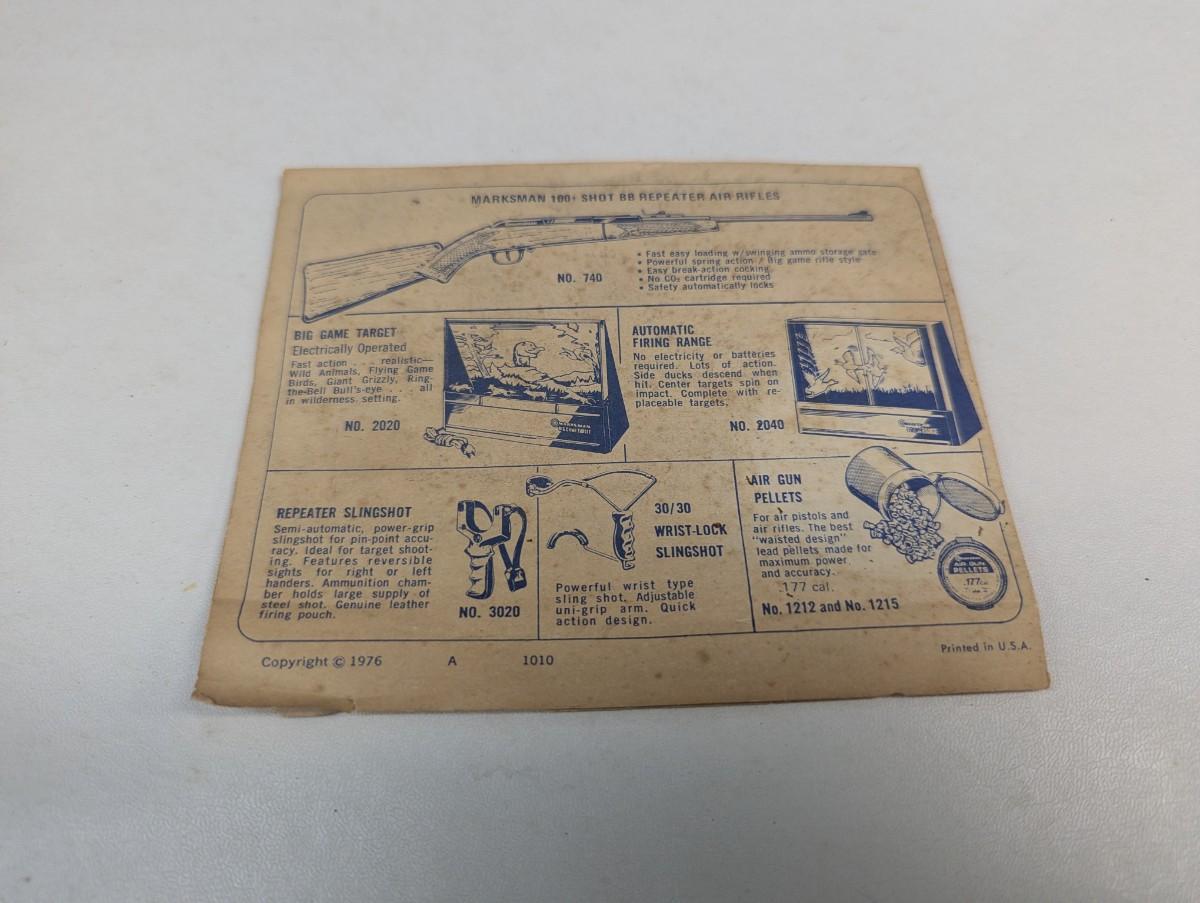 MARKSMAN 100+ SHOT BB REPEATER AIR RIFLES
• Fast easy loading w/swinging ammo storage gate
• Powerful spring action / Big game rifle style
• Easy break-action cocking
• No CO₂ cartridge required
• Safety automatically locks
NO. 740
BIG GAME TARGET
Electrically Operated
Fast action . . . realistic—
Wild Animals, Flying Game
Birds, Giant Grizzly, Ring-
the-Bell Bull's-eye . . . all
in wilderness setting.
NO. 2020
MARKSMAN
AUTOMATIC
FIRING RANGE
No electricity or batteries
required. Lots of action.
Side ducks descend when
hit. Center targets spin on
impact. Complete with re-
placeable targets.
NO. 2040
REPEATER SLINGSHOT
Semi-automatic, power-grip
slingshot for pin-point accu-
racy. Ideal for target shoot-
ing. Features reversible
sights for right or left
handers. Ammunition cham-
ber holds large supply of
steel shot. Genuine leather
firing pouch.
NO. 3020
30/30
WRIST-LOCK
SLINGSHOT
Powerful wrist type
sling shot. Adjustable
uni-grip arm. Quick
action design.
AIR GUN
PELLETS
For air pistols and
air rifles. The best
"waisted design"
lead pellets made for
maximum power
and accuracy.
.177 cal.
No. 1212 and No. 1215
AIR GUN
PELLETS
.177
Copyright © 1976 A 1010
Printed in U.S.A.